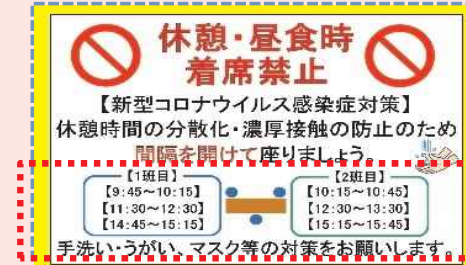 休憩・昼食時
着席禁止
【新型コロナウイルス感染症対策】
休憩時間の分散化・濃厚接触の防止のため
間隔を開けて座りましょう。
【1班目】
【9:45～10:15】
【11:30～12:30】
【14:45～15:15】
【2班目】
【10:15～10:45】
【12:30～13:30】
【15:15～15:45】
手洗い・うがい、マスク等の対策をお願いします。